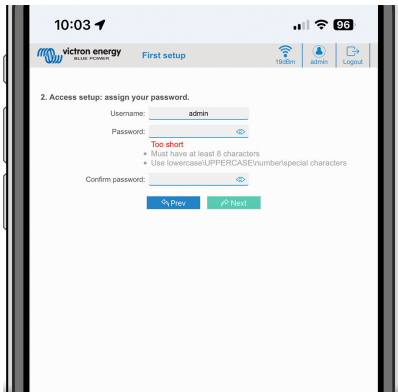 10:03
96
victron energy
BLUE POWER
First setup
19dBm
admin
Logout
2. Access setup: assign your password.
Username: admin
Password:
Too short
Must have at least 8 characters
Use lowercase\UPPERCASE\number\special characters
Confirm password:
Prev
Next